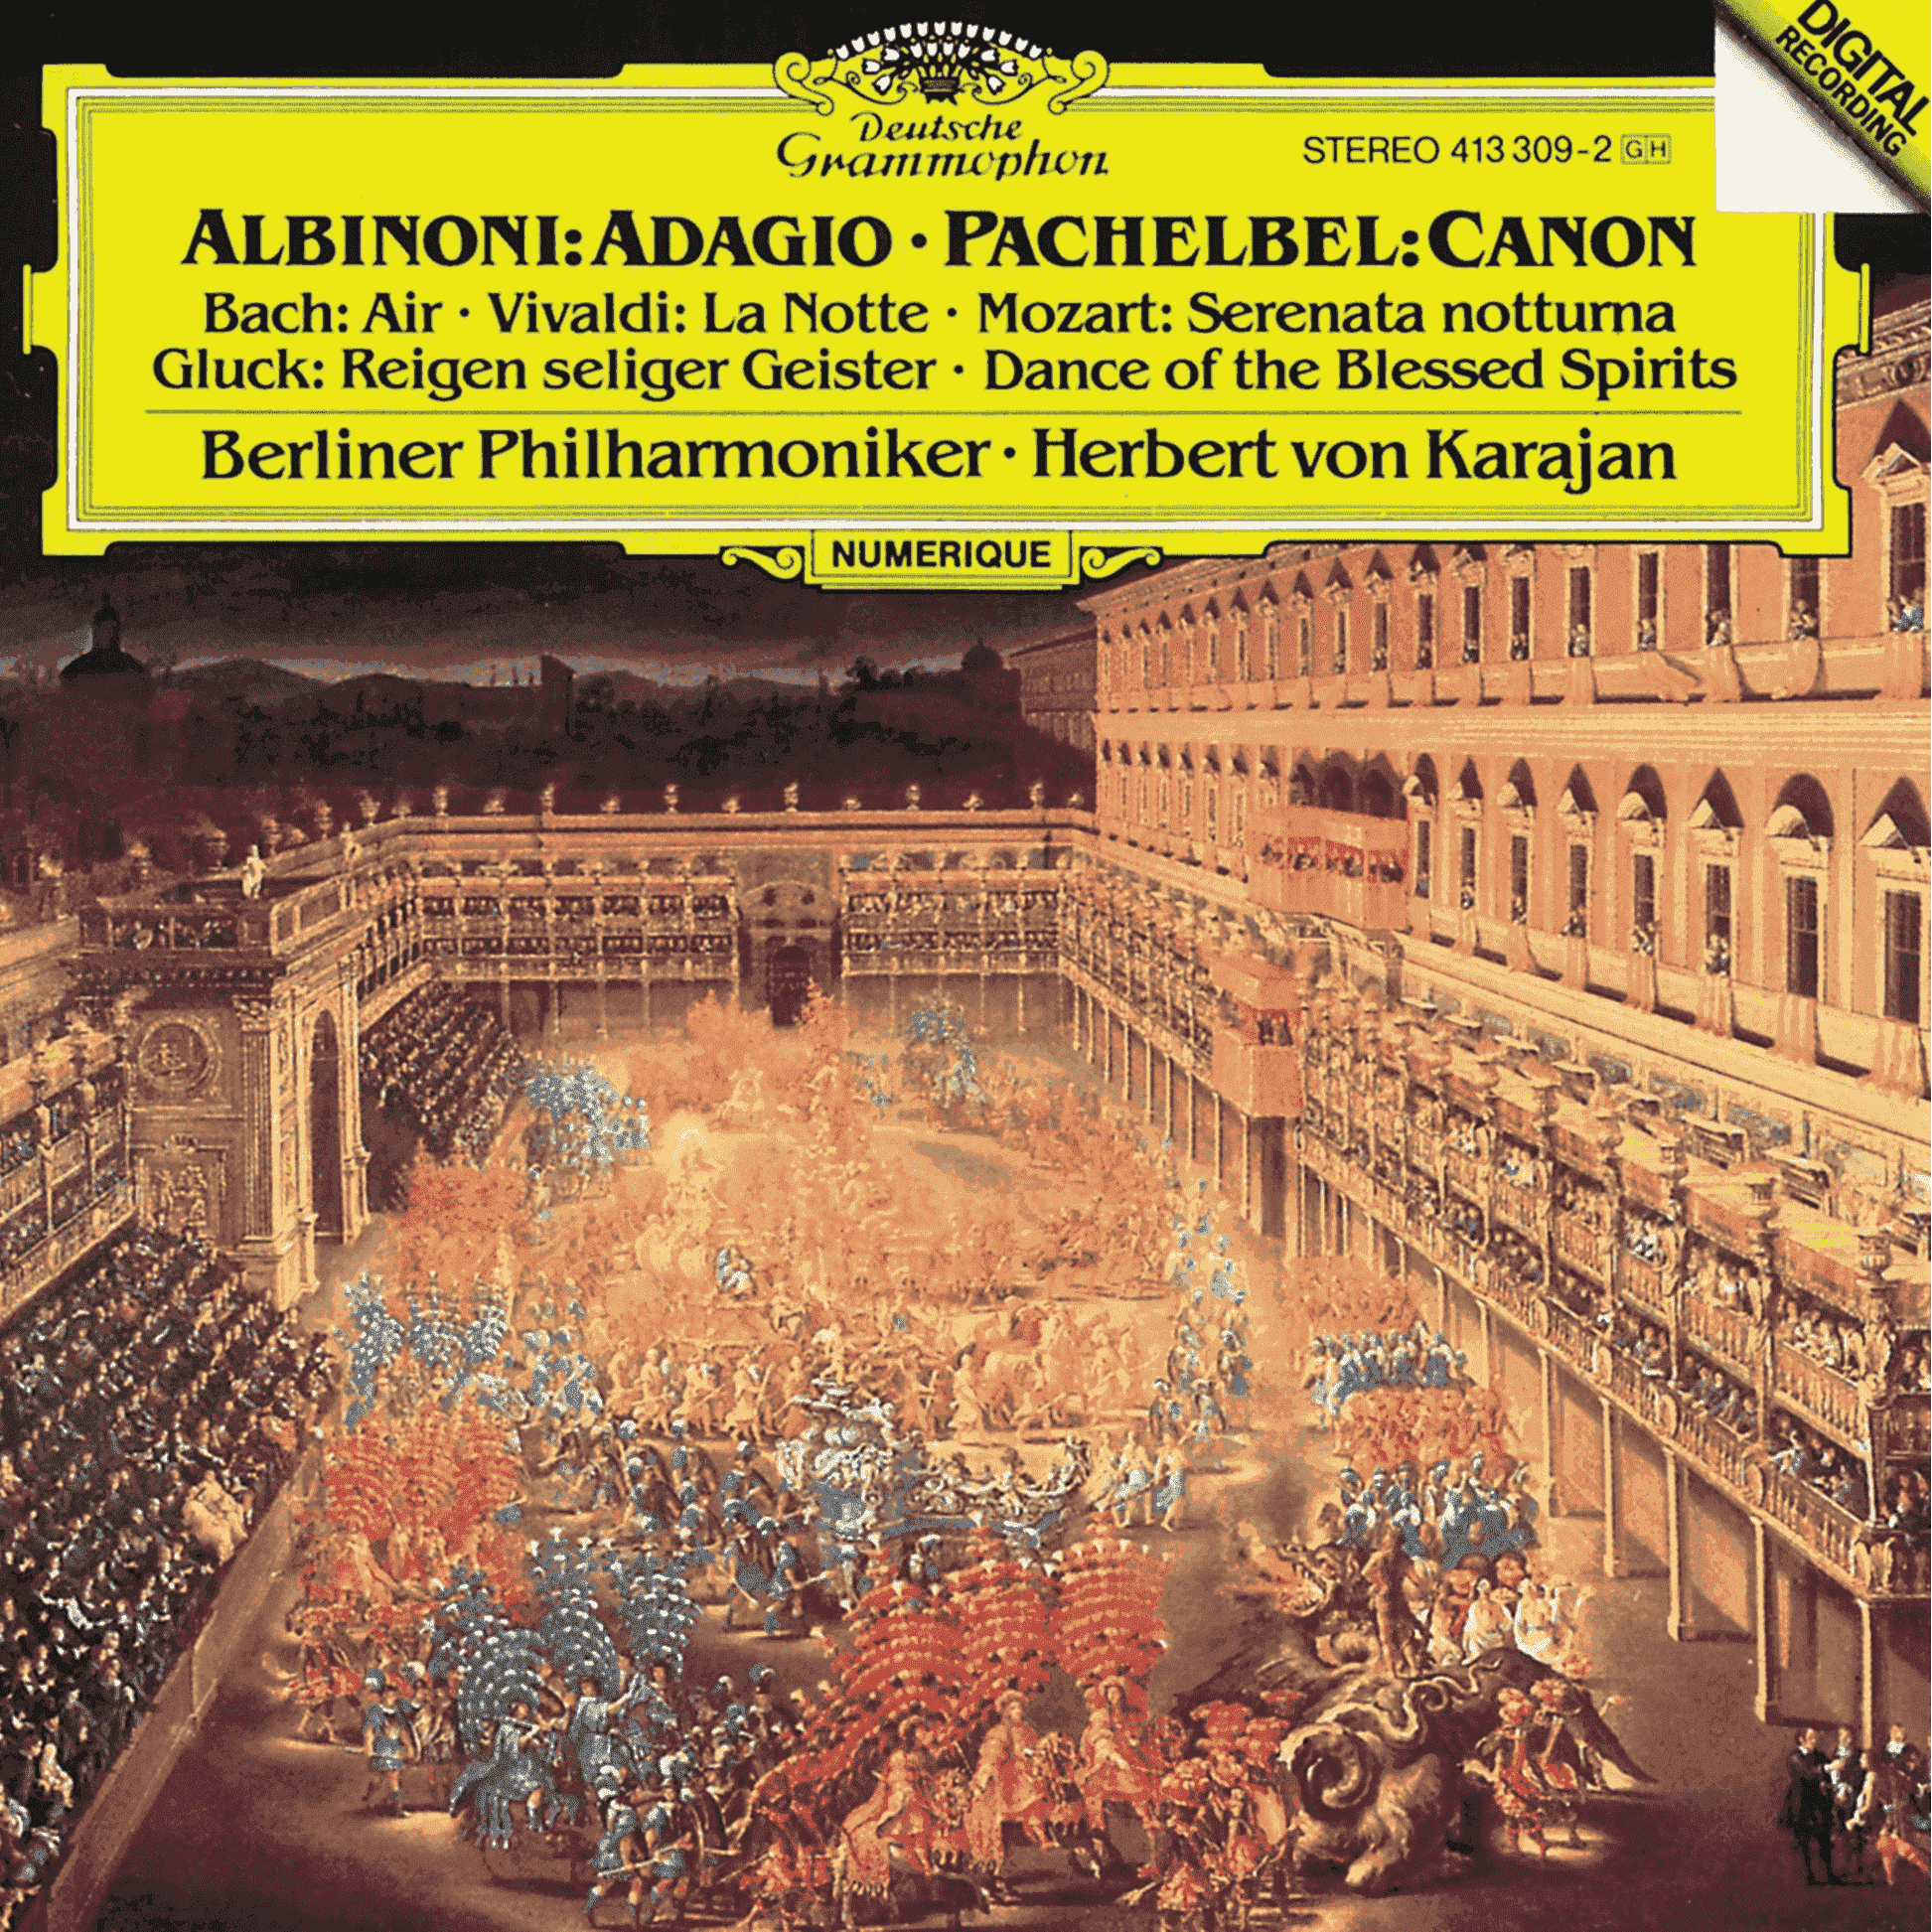 DIGITAL
RECORDING
Deutsche
Grammophon
STEREO 413 309-2 GH
ALBINONI: ADAGIO · PACHELBEL: CANON
Bach: Air · Vivaldi: La Notte · Mozart: Serenata notturna
Gluck: Reigen seliger Geister · Dance of the Blessed Spirits
Berliner Philharmoniker · Herbert von Karajan
NUMERIQUE